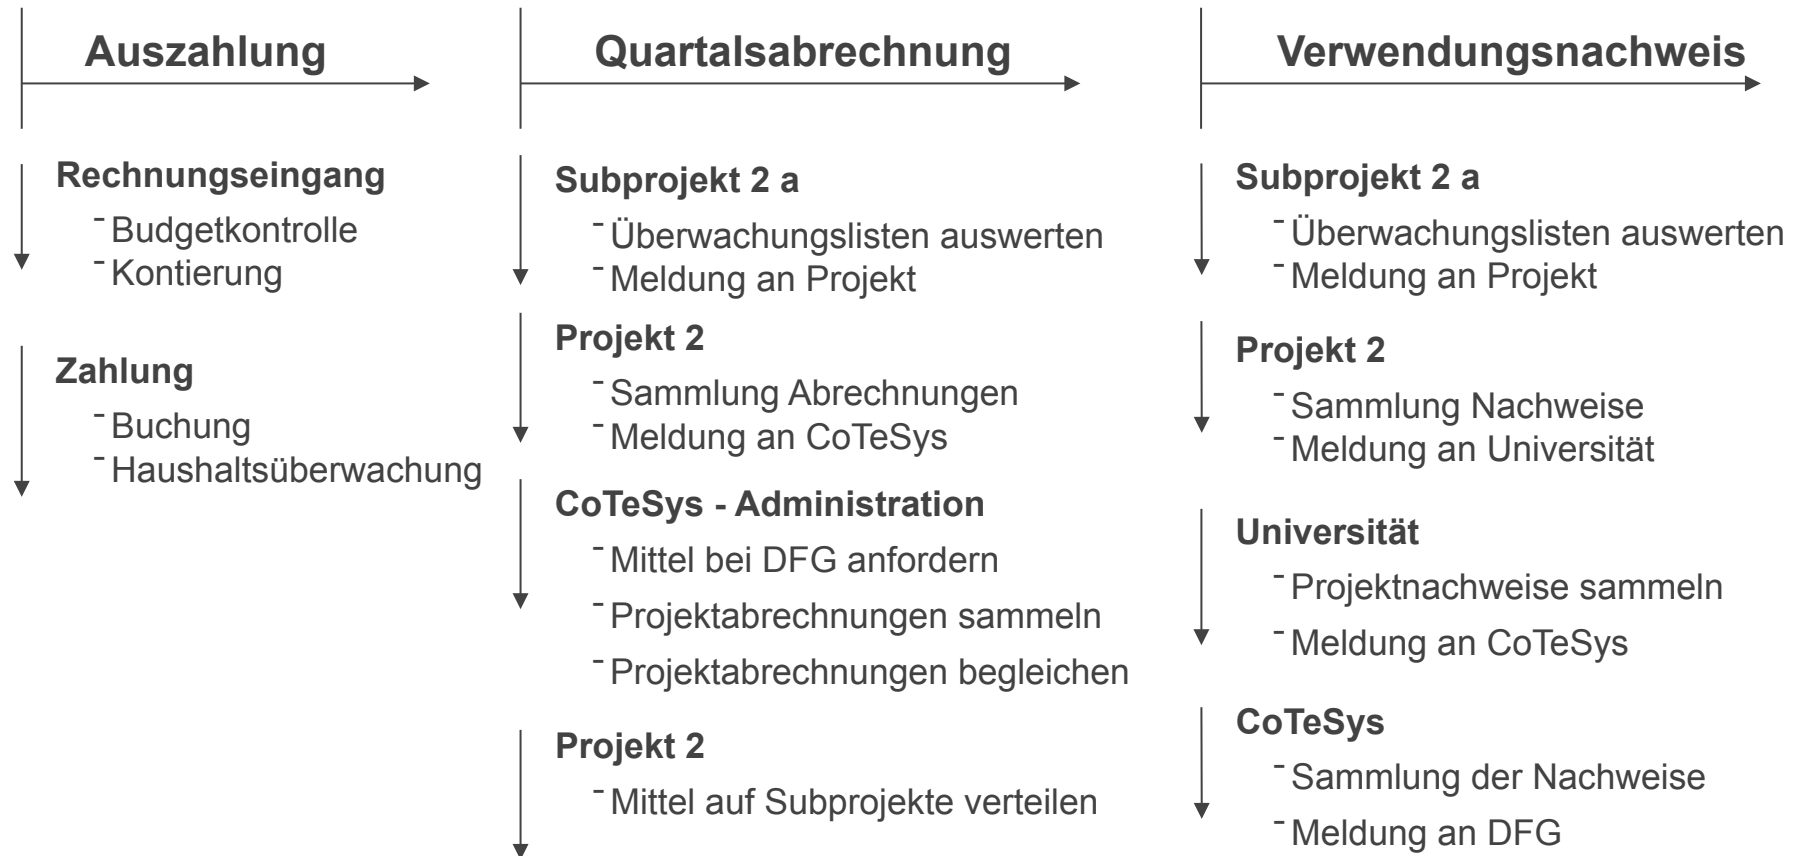 Auszahlung
Rechnungseingang
- Budgetkontrolle
- Kontierung
Zahlung
- Buchung
- Haushaltsüberwachung
Quartalsabrechnung
Subprojekt 2 a
- Überwachungslisten auswerten
- Meldung an Projekt
Projekt 2
- Sammlung Abrechnungen
- Meldung an CoTeSys
CoTeSys - Administration
- Mittel bei DFG anfordern
- Projektabrechnungen sammeln
- Projektabrechnungen begleichen
Projekt 2
- Mittel auf Subprojekte verteilen
Verwendungsnachweis
Subprojekt 2 a
- Überwachungslisten auswerten
- Meldung an Projekt
Projekt 2
- Sammlung Nachweise
- Meldung an Universität
Universität
- Projektnachweise sammeln
- Meldung an CoTeSys
CoTeSys
- Sammlung der Nachweise
- Meldung an DFG